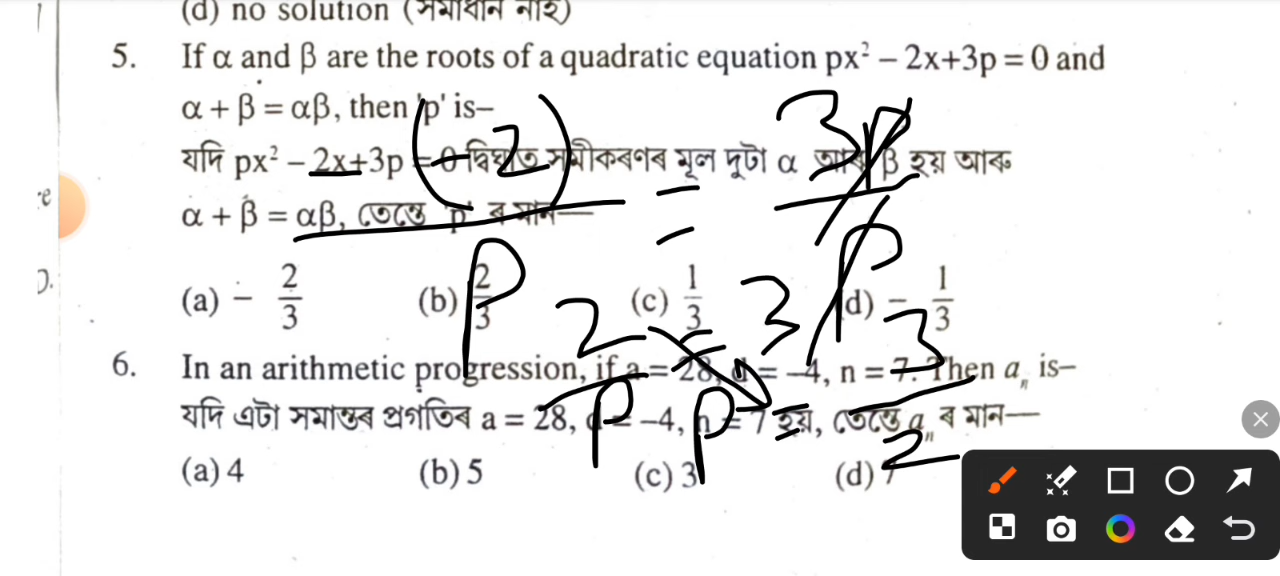 (d) no solution (সমাধান নাই)
5. If α and β are the roots of a quadratic equation px² – 2x+3p = 0 and
α + β = αβ, then 'p' is–
যদি px² – 2x+3p = 0 দ্বিঘাত সমীকৰণৰ মূল দুটা α আৰু β হয় আৰু
α + β = αβ, তেন্তে 'p' ৰ মান—
(-2) = 3p
p = p
(a) - 2/3 (b) 2/3 (c) 1/3 (d) – 1/3
2/p = 3
p = 3/2
6. In an arithmetic progression, if a = 28, d = –4, n = 7. Then aₙ is–
যদি এটা সমান্তৰ প্ৰগতিৰ a = 28, d = –4, n = 7 হয়, তেন্তে aₙ ৰ মান—
(a) 4 (b) 5 (c) 3 (d) 7